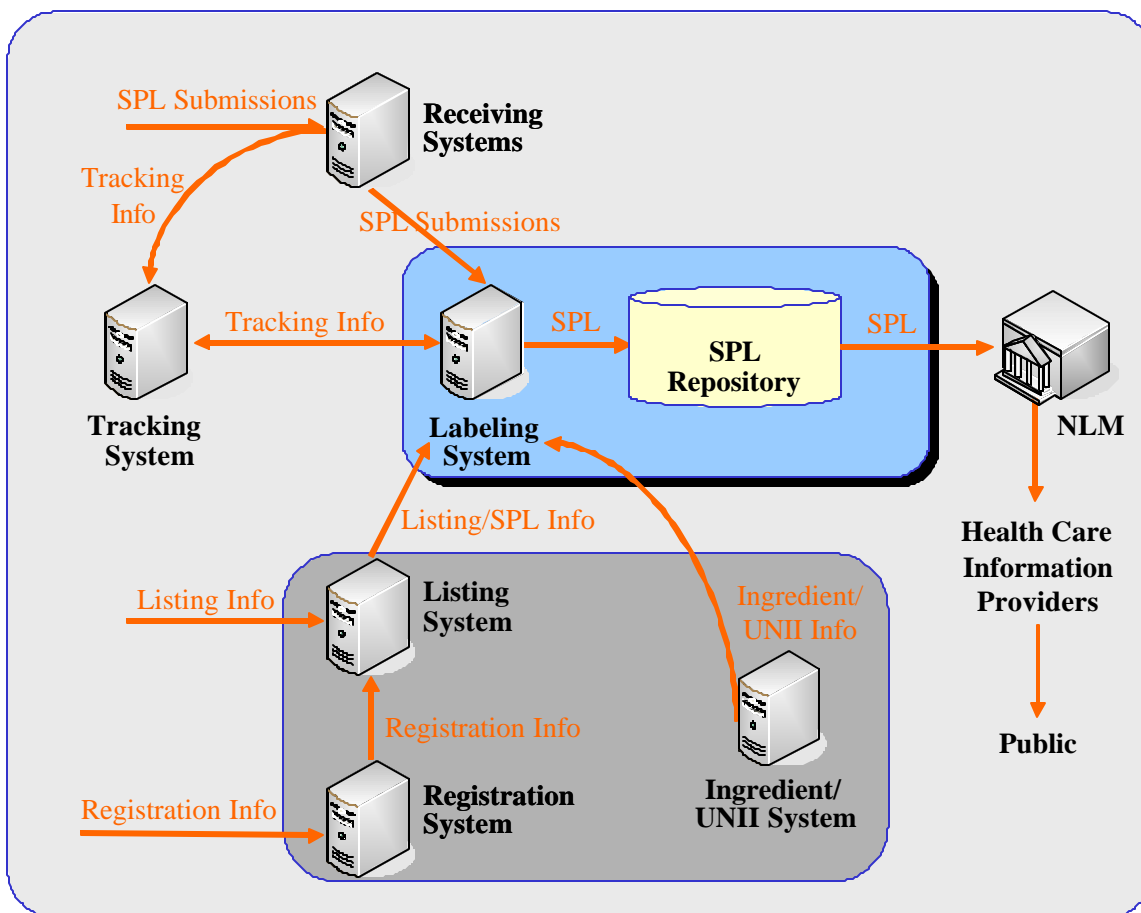 SPL Submissions
Receiving
Systems
Tracking
Info
SPL Submissions
Tracking Info
SPL
SPL
Repository
SPL
Tracking
System
Labeling
System
NLM
Listing/SPL Info
Health Care
Information
Providers
Listing Info
Listing
System
Ingredient/
UNII Info
Registration Info
Public
Registration Info
Registration
System
Ingredient/
UNII System